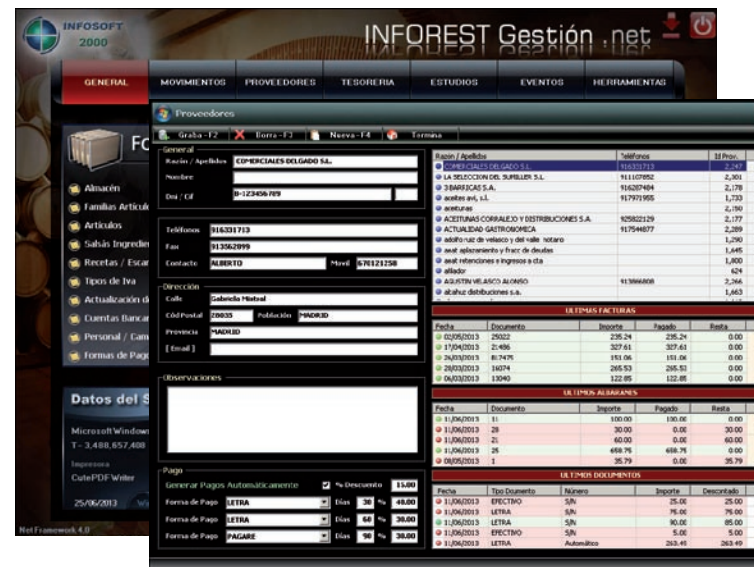 INFOSOFT
2000
INFOREST Gestión .net
GENERAL MOVIMIENTOS PROVEEDORES TESORERIA ESTUDIOS EVENTOS HERRAMIENTAS
Fo
Almacén
Familias Artícul
Artículos
Salsas Ingredie
Recetas / Escar
Tipos de Iva
Actualización d
Cuentas Bancar
Personal / Cam
Formas de Pago
Datos del S
Microsoft Window
T- 3,488,657,408
Impresora
CutePDF Writer
25/06/2013
Net Framework 4.0
Proveedores
Graba-F2 Borra-F3 Nueva-F4 Termina
General
Razón / Apellidos COMERCIALES DELGADO S.L.
Nombre
Dni / Cif B-123456789
Teléfonos 916331713
Fax 913562899
Contacto ALBERTO Movil 670121258
Dirección
Calle Gabriela Mistral
Cód Postal 28035 Población MADRID
Provincia MADRID
[ Email ]
Observaciones
Pago
Generar Pagos Automáticamente % Descuento 15.00
Forma de Pago LETRA Días 30 % 40.00
Forma de Pago LETRA Días 60 % 30.00
Forma de Pago PAGARE Días 90 % 30.00
Razón / Apellidos Teléfonos Id Prov.
COMERCIALES DELGADO S.L. 916331713 2,247
LA SELECCION DEL SUMILLER S.L. 911107852 2,301
3 BARRICAS S.A. 916287484 2,178
aceites avi, s.l. 917971955 1,733
aceitunas 2,150
ACEITUNAS CORRALEJO Y DISTRIBUCIONES S.A. 925822129 2,177
ACTUALIDAD GASTRONOMICA 917544877 2,289
adolfo ruiz de velasco y del valle notario 1,290
aeat aplazamiento y fracc de deudas 1,645
aeat retenciones e ingresos a cta 1,800
afilador 624
AGUSTIN VELASCO ALONSO 913866808 2,266
albahuz distribuciones s.a. 1,663
ULTIMAS FACTURAS
Fecha Documento Importe Pagado Resta
02/05/2013 25022 235.24 235.24 0.00
17/04/2013 21486 327.61 327.61 0.00
26/03/2013 817475 151.06 151.06 0.00
20/03/2013 16074 265.53 265.53 0.00
06/03/2013 13040 122.85 122.85 0.00
ULTIMOS ALBARANES
Fecha Documento Importe Pagado Resta
11/06/2013 11 100.00 100.00 0.00
11/06/2013 28 30.00 0.00 30.00
11/06/2013 21 60.00 0.00 60.00
11/06/2013 25 658.75 658.75 0.00
08/05/2013 1 35.79 0.00 35.79
ULTIMOS DOCUMENTOS
Fecha Tipo Doumento Número Importe Descontado
11/06/2013 EFECTIVO S/N 25.00 25.00
11/06/2013 LETRA S/N 75.00 75.00
11/06/2013 LETRA S/N 90.00 85.00
11/06/2013 EFECTIVO S/N 5.00 5.00
11/06/2013 LETRA Automático 263.49 263.49